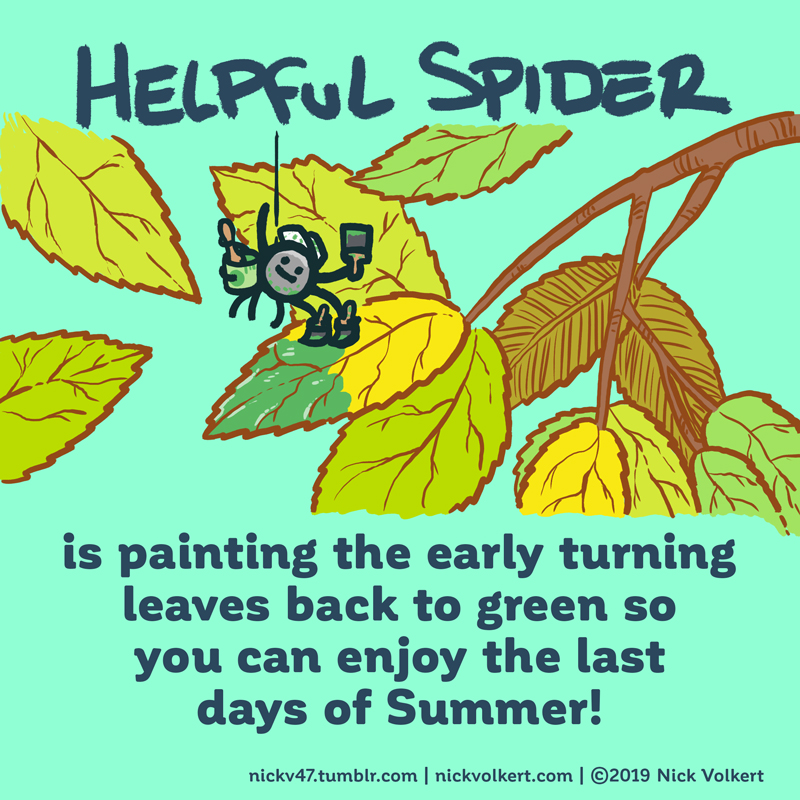 HELPFUL SPIDER
is painting the early turning
leaves back to green so
you can enjoy the last
days of Summer!
nickv47.tumblr.com | nickvolkert.com | ©2019 Nick Volkert